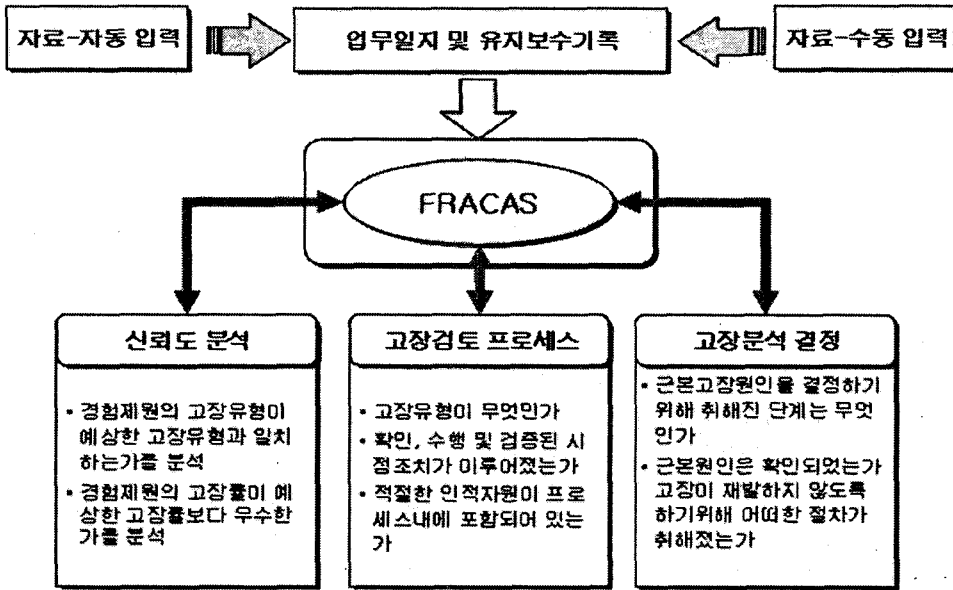 자료-자동 입력
업무일지 및 유지보수기록
자료-수동 입력
FRACAS
신뢰도 분석
• 경험제원의 고장유형이
예상한 고장유형과 일치
하는가를 분석
• 경험제원의 고장률이 예
상한 고장률보다 우수한
가를 분석
고장검토 프로세스
• 고장유형이 무엇인가
• 확인, 수행 및 검증된 시
정조치가 이루어졌는가
• 적절한 인적자원이 프로
세스내에 포함되어 있는
가
고장분석 결정
• 근본고장원인을 결정하기
위해 취해진 단계는 무엇
인가
• 근본원인은 확인되었는가
고장이 재발하지 않도록
하기위해 어떠한 절차가
취해졌는가